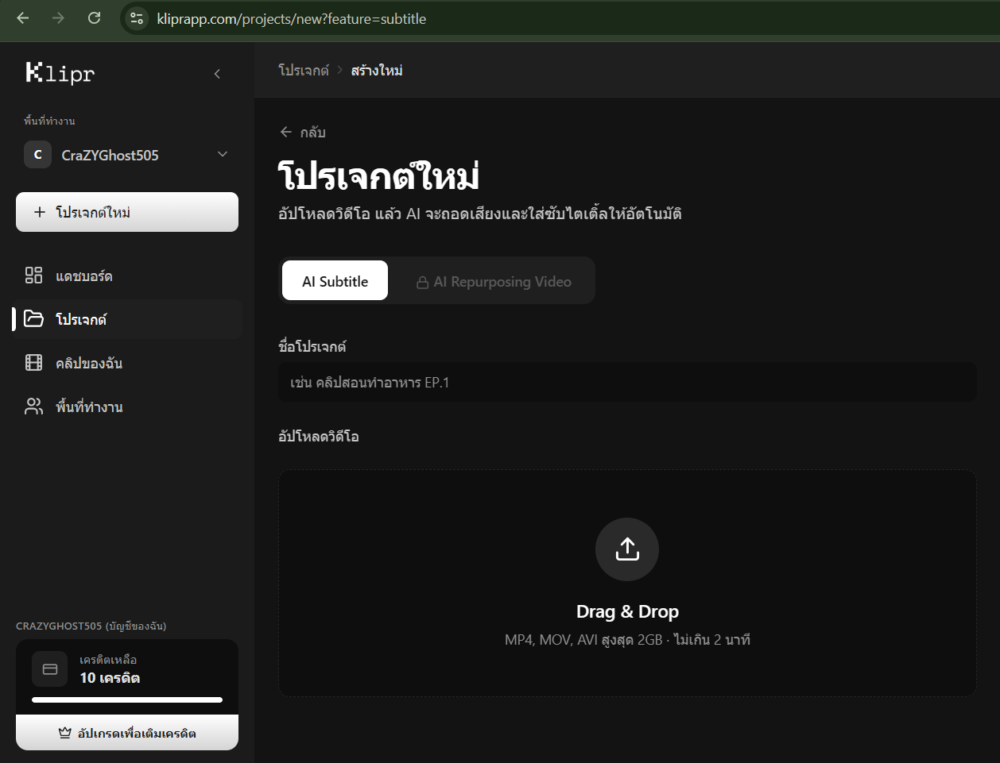 kliprapp.com/projects/new?feature=subtitle
Klipr
พื้นที่ทำงาน
C CraZYGhost505
โปรเจกต์ใหม่
แดชบอร์ด
โปรเจกต์
คลิปของฉัน
พื้นที่ทำงาน
CRAZYGHOST505 (บัญชีของฉัน)
เครดิตเหลือ
10 เครดิต
อัปเกรดเพื่อเติมเครดิต
โปรเจกต์ > สร้างใหม่
กลับ
โปรเจกต์ใหม่
อัปโหลดวิดีโอ แล้ว AI จะถอดเสียงและใส่ซับไตเติ้ลให้อัตโนมัติ
AI Subtitle AI Repurposing Video
ชื่อโปรเจกต์
เช่น คลิปสอนทำอาหาร EP.1
อัปโหลดวิดีโอ
Drag & Drop
MP4, MOV, AVI สูงสุด 2GB · ไม่เกิน 2 นาที